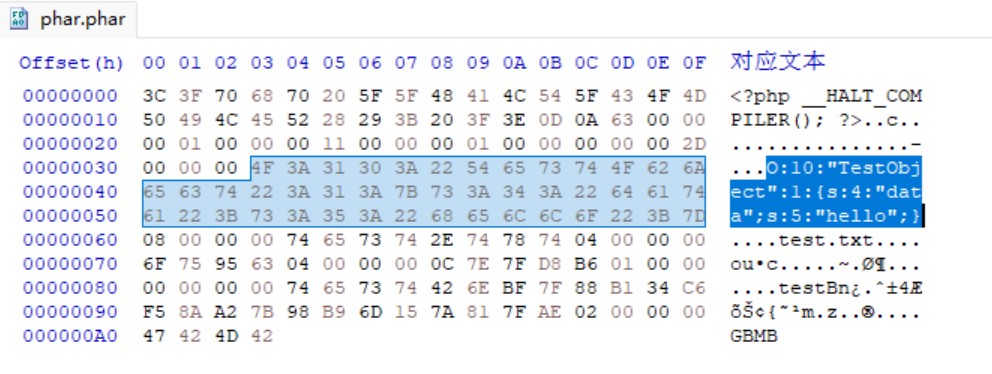 phar.phar
Offset(h) 00 01 02 03 04 05 06 07 08 09 0A 0B 0C 0D 0E 0F 对应文本
00000000 3C 3F 70 68 70 20 5F 5F 48 41 4C 54 5F 43 4F 4D <?php __HALT_COM
00000010 50 49 4C 45 52 28 29 3B 20 3F 3E 0D 0A 63 00 00 PILER(); ?>..c..
00000020 00 01 00 00 00 11 00 00 00 01 00 00 00 00 00 2D ...............-
00000030 00 00 00 4F 3A 31 30 3A 22 54 65 73 74 4F 62 6A ...O:10:"TestObj
00000040 65 63 74 22 3A 31 3A 7B 73 3A 34 3A 22 64 61 74 ect":1:{s:4:"dat
00000050 61 22 3B 73 3A 35 3A 22 68 65 6C 6C 6F 22 3B 7D a";s:5:"hello";}
00000060 08 00 00 00 74 65 73 74 2E 74 78 74 04 00 00 00 ....test.txt....
00000070 6F 75 95 63 04 00 00 00 0C 7E 7F D8 B6 01 00 00 ou•c.....~.Ø¶...
00000080 00 00 00 00 74 65 73 74 42 6E BF 7F 88 B1 34 C6 ....testBn¿.ˆ±4Æ
00000090 F5 8A A2 7B 98 B9 6D 15 7A 81 7F AE 02 00 00 00 õŠ¢{˜¹m.z..®....
000000A0 47 42 4D 42 GBMB